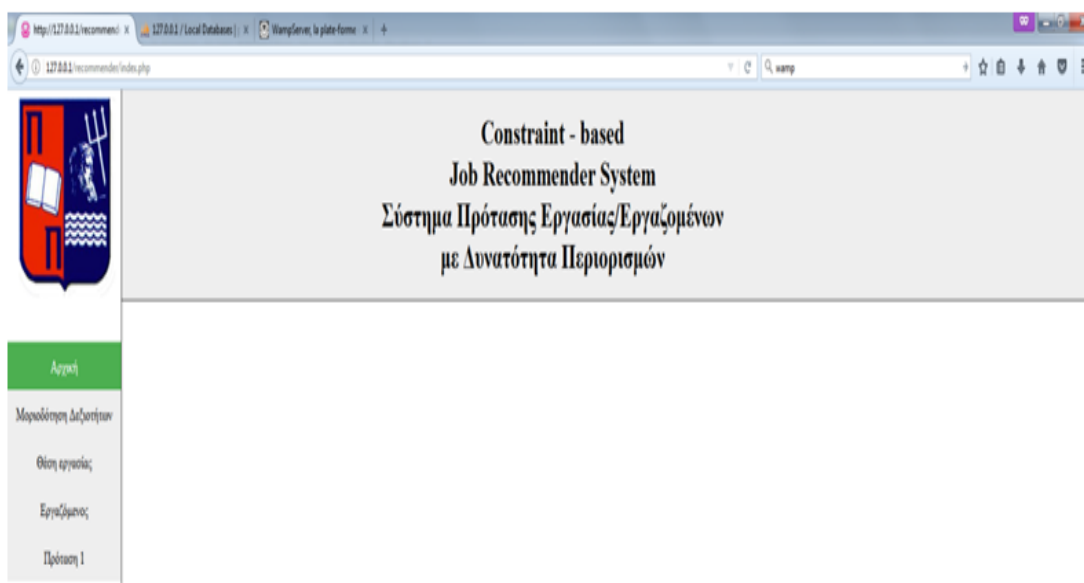 http://127.0.0.1/recommend x
127.0.0.1 / Local Databases | x
WampServer, la plate-forme x
127.0.0.1/recommender/index.php
wamp
Constraint - based
Job Recommender System
Σύστημα Πρότασης Εργασίας/Εργαζομένων
με Δυνατότητα Περιορισμών
Π
Π
Αρχική
Μοριοδότηση Δεξιοτήτων
Θέση εργασίας
Εργαζόμενος
Πρόταση 1